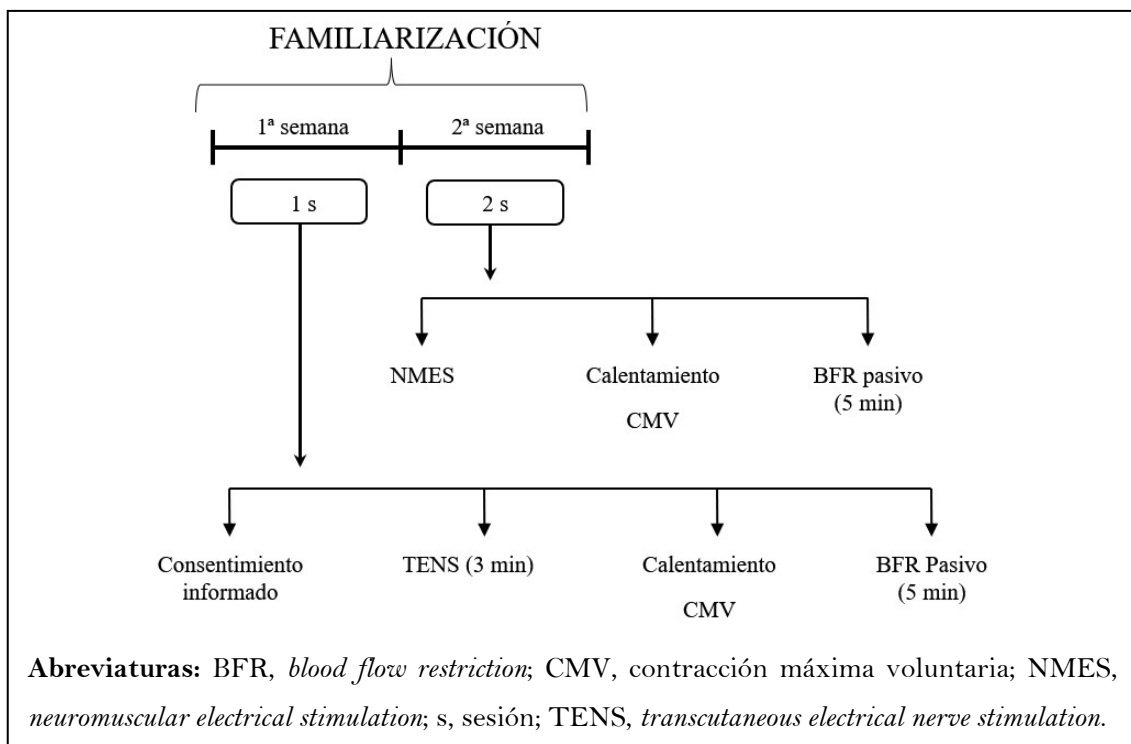 FAMILIARIZACIÓN
1ª semana
2ª semana
1 s
2 s
NMES
Calentamiento
CMV
BFR pasivo
(5 min)
Consentimiento
informado
TENS (3 min)
Calentamiento
CMV
BFR Pasivo
(5 min)
Abreviaturas: BFR, blood flow restriction; CMV, contracción máxima voluntaria; NMES,
neuromuscular electrical stimulation; s, sesión; TENS, transcutaneous electrical nerve stimulation.